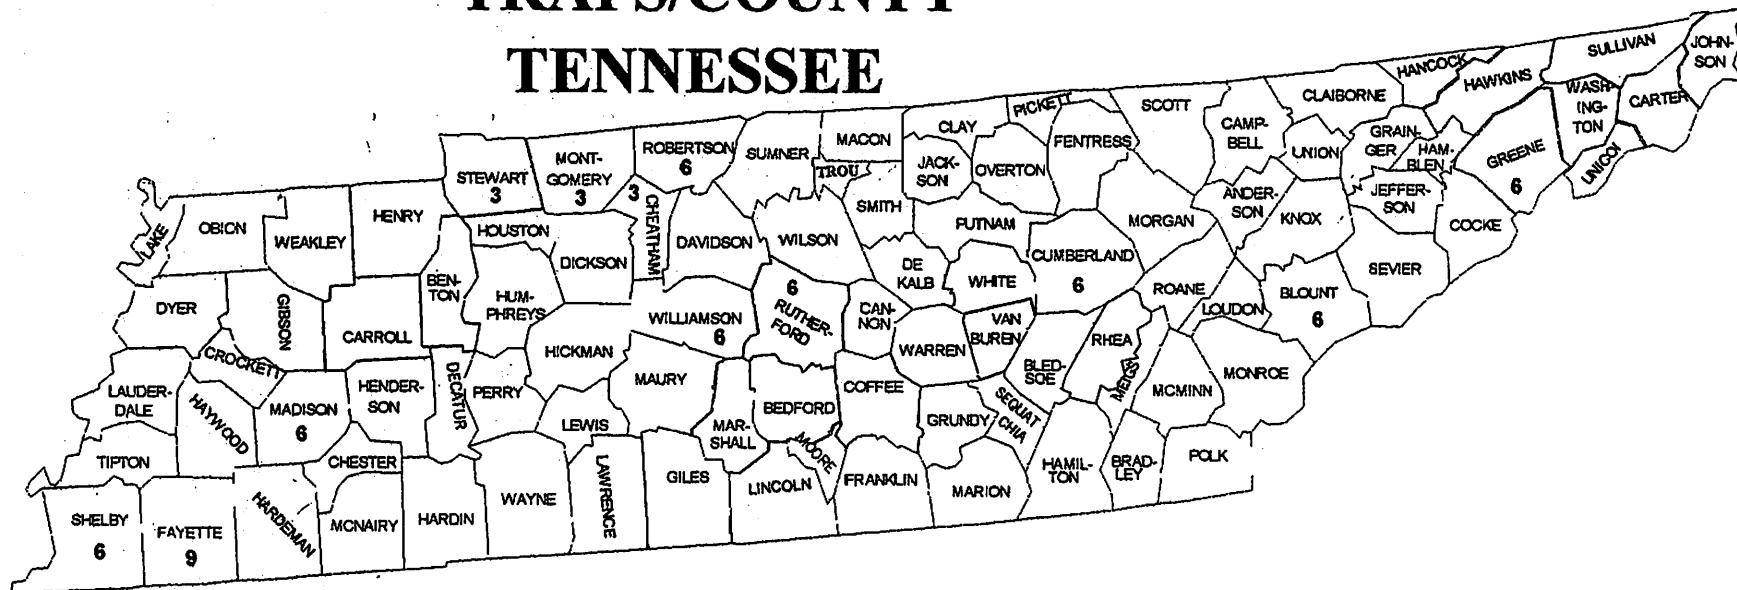 TRAPS/COUNTY
TENNESSEE
LAKE
OBION
WEAKLEY
HENRY
STEWART
3
MONT-
GOMERY
3
ROBERTSON
6
3
CHEATHAM
SUMNER
MACON
TROU
CLAY
PICKETT
SCOTT
CAMP-
BELL
CLAIBORNE
HANCOCK
HAWKINS
SULLIVAN
JOHN-
SON
WASH-
ING-
TON
CARTER
UNICOI
GREENE
6
HAM-
BLEN
GRAIN-
GER
UNION
FENTRESS
OVERTON
JACK-
SON
SMITH
PUTNAM
MORGAN
ANDER-
SON
KNOX
JEFFER-
SON
COCKE
SEVIER
BLOUNT
6
LOUDON
ROANE
CUMBERLAND
6
WHITE
DE
KALB
WILSON
DAVIDSON
DICKSON
HOUSTON
BEN-
TON
HUM-
PHREYS
DYER
GIBSON
CARROLL
WILLIAMSON
6
6
RUTHER-
FORD
CAN-
NON
WARREN
VAN
BUREN
BLED-
SOE
RHEA
MEIGS
MCMINN
MONROE
CROCKETT
LAUDER-
DALE
HAYWOOD
MADISON
6
HENDER-
SON
DECATUR
PERRY
HICKMAN
LEWIS
MAURY
MAR-
SHALL
BEDFORD
MOORE
COFFEE
GRUNDY
SEQUAT
CHIA
TIPTON
CHESTER
SHELBY
6
FAYETTE
9
HARDEMAN
MCNAIRY
HARDIN
WAYNE
LAWRENCE
GILES
LINCOLN
FRANKLIN
MARION
HAMIL-
TON
BRAD-
LEY
POLK